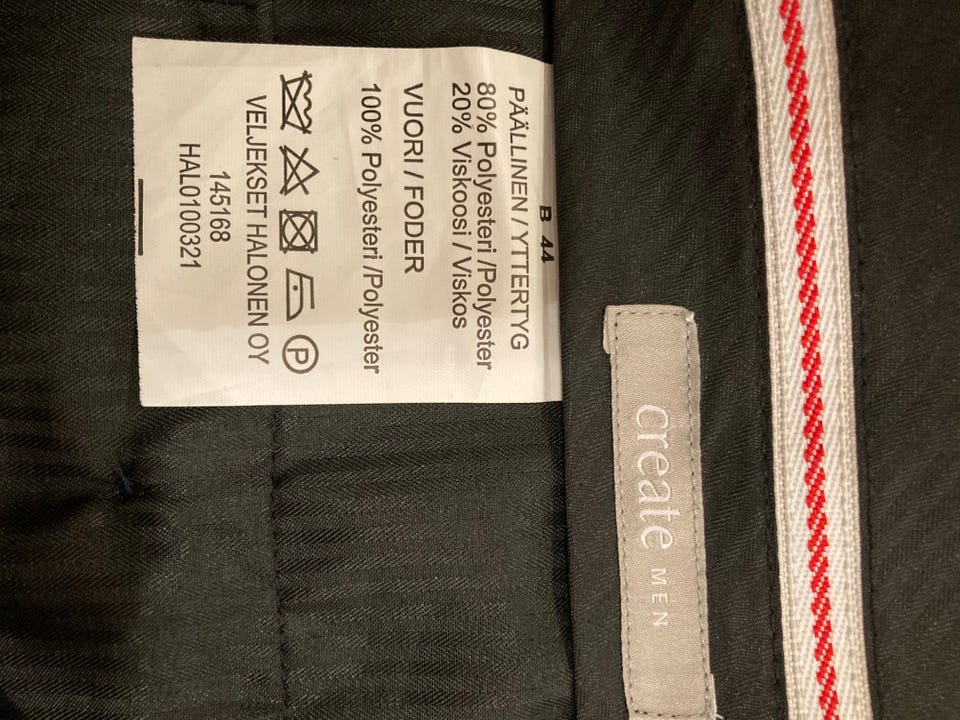 B 44
PÄÄLLINEN / YTTERTYG
80% Polyesteri /Polyester
20% Viskoosi / Viskos
VUORI / FODER
100% Polyesteri /Polyester
P
VELJEKSET HALONEN OY
145168
HAL0100321
create MEN